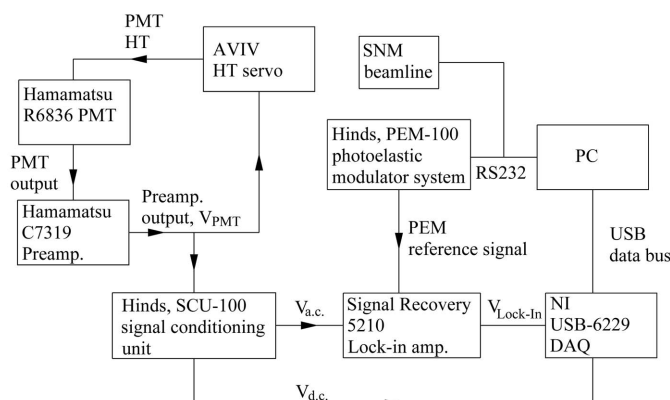 PMT
HT
AVIV
HT servo
SNM
beamline
Hamamatsu
R6836 PMT
Hinds, PEM-100
photoelastic
modulator system
RS232
PC
PMT
output
Hamamatsu
C7319
Preamp.
Preamp.
output, VPMT
PEM
reference signal
USB
data bus
Hinds, SCU-100
signal conditioning
unit
Va.c.
Signal Recovery
5210
Lock-in amp.
VLock-In
NI
USB-6229
DAQ
Vd.c.